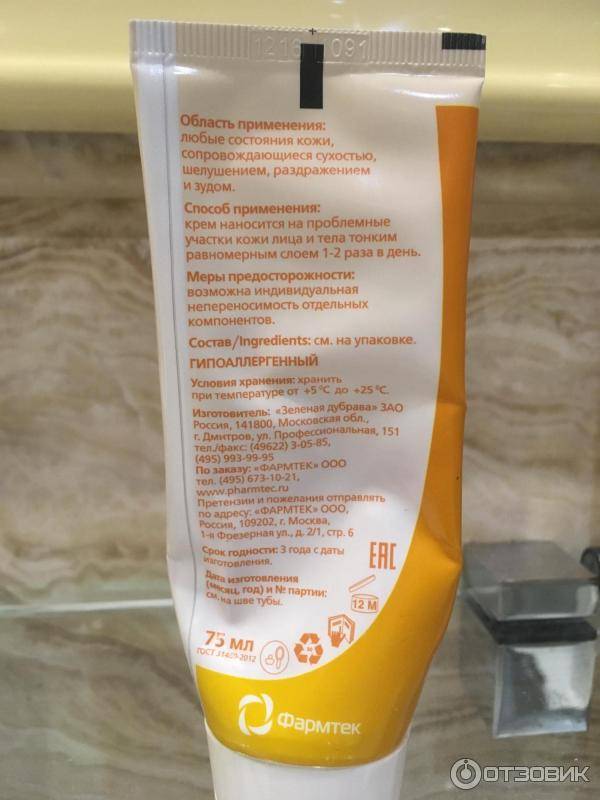 Область применения:
любые состояния кожи,
сопровождающиеся сухостью,
шелушением, раздражением
и зудом.
Способ применения:
крем наносится на проблемные
участки кожи лица и тела тонким
равномерным слоем 1-2 раза в день.
Меры предосторожности:
возможна индивидуальная
непереносимость отдельных
компонентов.
Состав/Ingredients: см. на упаковке.
ГИПОАЛЛЕРГЕННЫЙ
Условия хранения: хранить
при температуре от +5 °С до +25 °С.
Изготовитель: «Зеленая дубрава» ЗАО
Россия, 141800, Московская обл.,
г. Дмитров, ул. Профессиональная, 151
тел./факс: (49622) 3-05-85,
(495) 993-99-95
По заказу: «ФАРМТЕК» ООО
тел. (495) 673-10-21,
www.pharmtec.ru
Претензии и пожелания отправлять
по адресу: «ФАРМТЕК» ООО,
Россия, 109202, г. Москва,
1-я Фрезерная ул., д. 2/1, стр. 6
Срок годности: 3 года с даты
изготовления.
EAC
Дата изготовления
(месяц, год) и № партии:
см. на шве тубы.
12 M
75 мл
ГОСТ 31460-2012
Фармтек
ОТЗОВИК